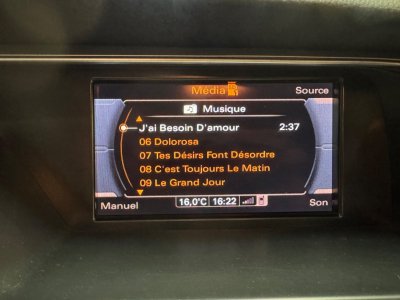 Média
Source
Musique
J'ai Besoin D'amour 2:37
06 Dolorosa
07 Tes Désirs Font Désordre
08 C'est Toujours Le Matin
09 Le Grand Jour
Manuel
16,0°C 16:22
Son